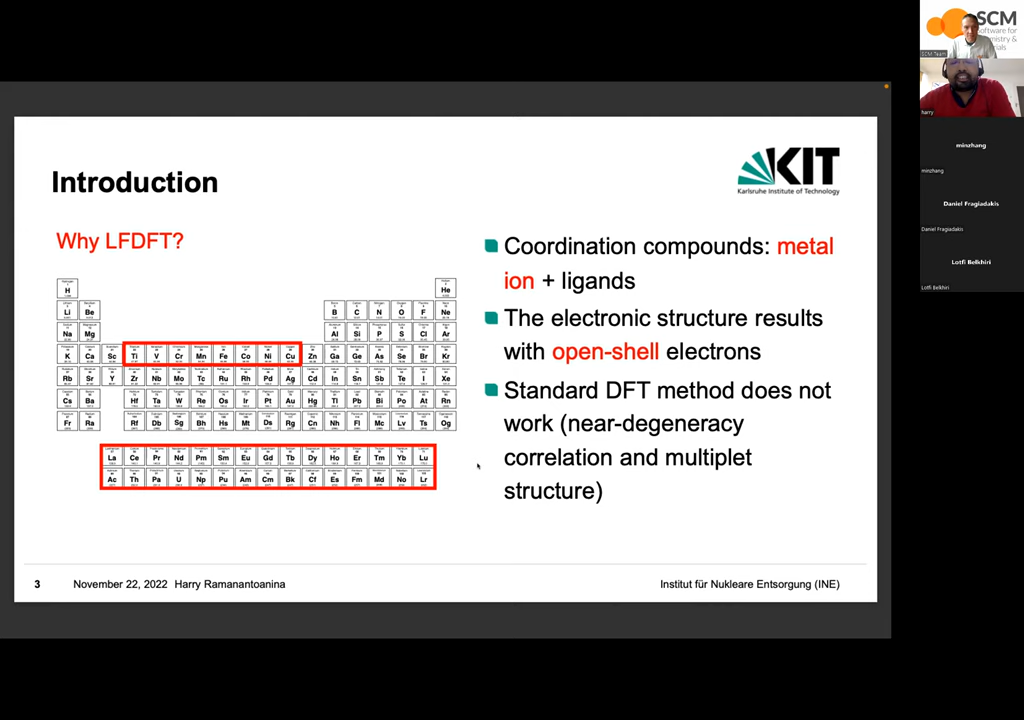 Introduction
KIT
Karlsruhe Institute of Technology
Why LFDFT?
H He
Li Be B C N O F Ne
Na Mg Al Si P S Cl Ar
K Ca Sc Ti V Cr Mn Fe Co Ni Cu Zn Ga Ge As Se Br Kr
Rb Sr Y Zr Nb Mo Tc Ru Rh Pd Ag Cd In Sn Sb Te I Xe
Cs Ba Hf Ta W Re Os Ir Pt Au Hg Tl Pb Bi Po At Rn
Fr Ra Rf Db Sg Bh Hs Mt Ds Rg Cn Nh Fl Mc Lv Ts Og
La Ce Pr Nd Pm Sm Eu Gd Tb Dy Ho Er Tm Yb Lu
Ac Th Pa U Np Pu Am Cm Bk Cf Es Fm Md No Lr
Coordination compounds: metal
ion + ligands
The electronic structure results
with open-shell electrons
Standard DFT method does not
work (near-degeneracy
correlation and multiplet
structure)
3 November 22, 2022 Harry Ramanantoanina
Institut für Nukleare Entsorgung (INE)
SCM
Software for
SCM Team
harry
minzhang
minzhang
Daniel Fragiadakis
Daniel Fragiadakis
Lotfi Belkhiri
Lotfi Belkhiri